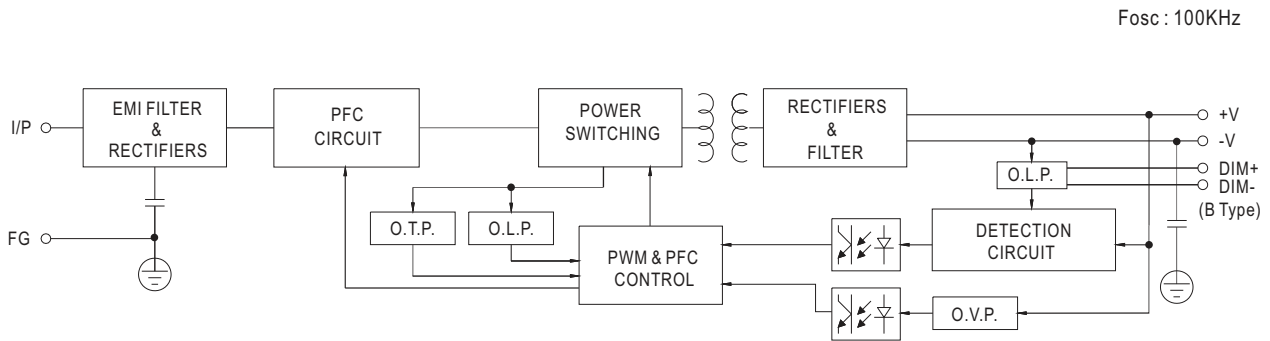 Fosc : 100KHz
I/P
EMI FILTER
&
RECTIFIERS
PFC
CIRCUIT
POWER
SWITCHING
RECTIFIERS
&
FILTER
+V
-V
DIM+
DIM-
(B Type)
O.L.P.
FG
O.T.P.
O.L.P.
PWM & PFC
CONTROL
DETECTION
CIRCUIT
O.V.P.